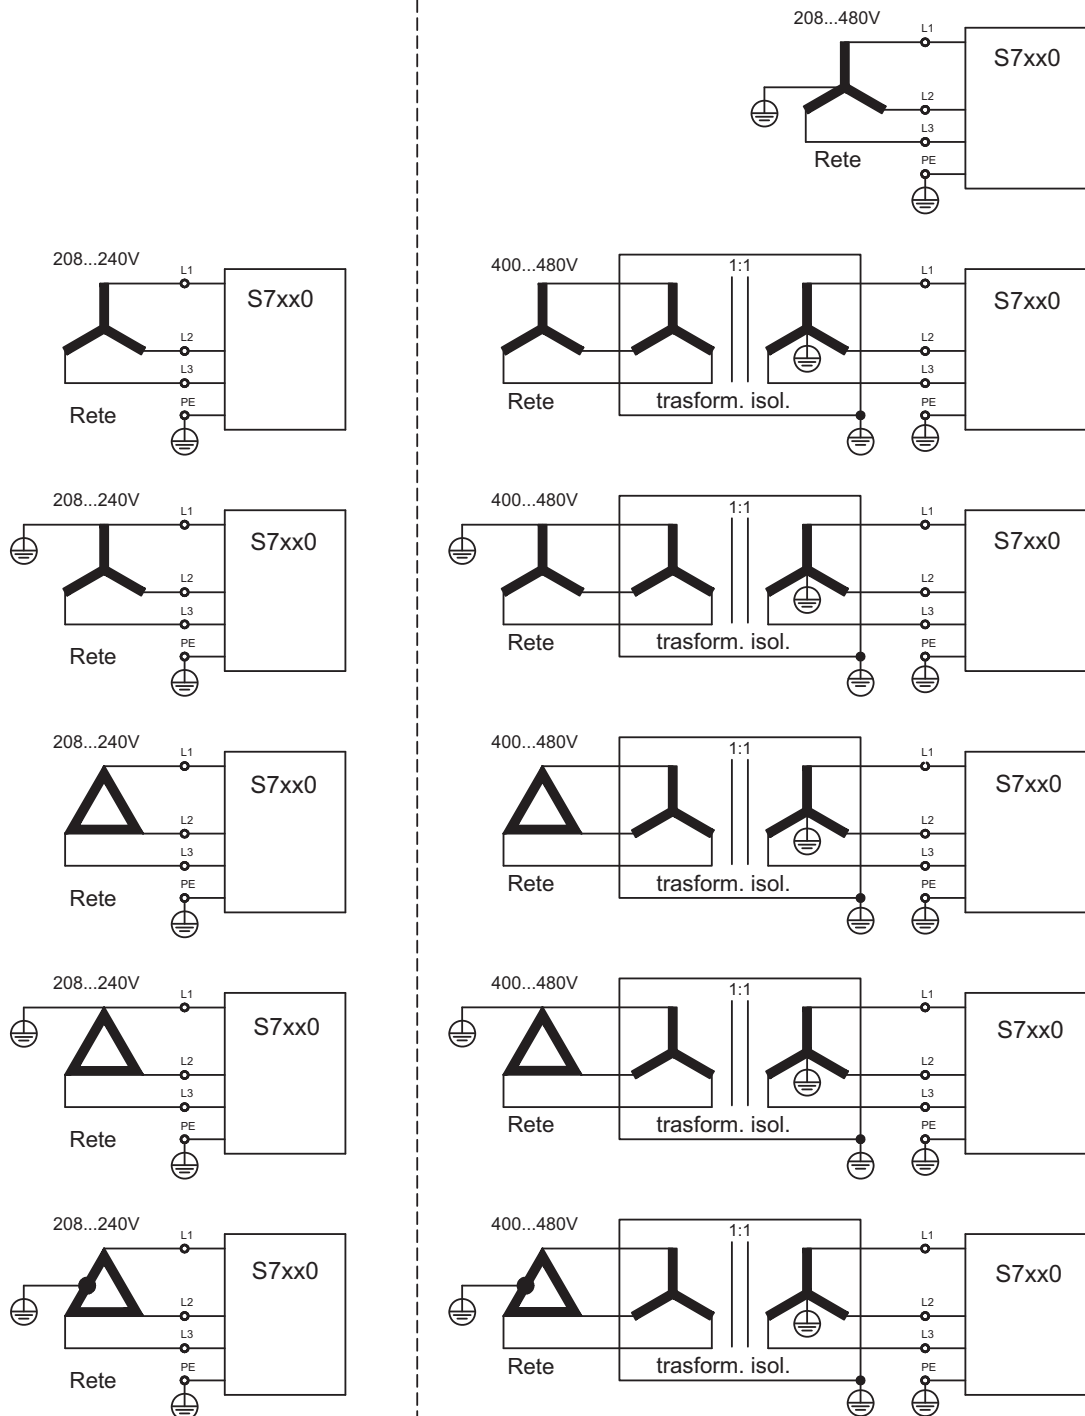 208...480V
L1
S7xx0
L2
L3
Rete
PE
208...240V
L1
S7xx0
L2
L3
Rete
PE
400...480V
1:1
L1
S7xx0
L2
L3
Rete
trasform. isol.
PE
208...240V
L1
S7xx0
L2
L3
Rete
PE
400...480V
1:1
L1
S7xx0
L2
L3
Rete
trasform. isol.
PE
208...240V
L1
S7xx0
L2
L3
Rete
PE
400...480V
1:1
L1
S7xx0
L2
L3
Rete
trasform. isol.
PE
208...240V
L1
S7xx0
L2
L3
Rete
PE
400...480V
1:1
L1
S7xx0
L2
L3
Rete
trasform. isol.
PE
208...240V
L1
S7xx0
L2
L3
Rete
PE
400...480V
1:1
L1
S7xx0
L2
L3
Rete
trasform. isol.
PE